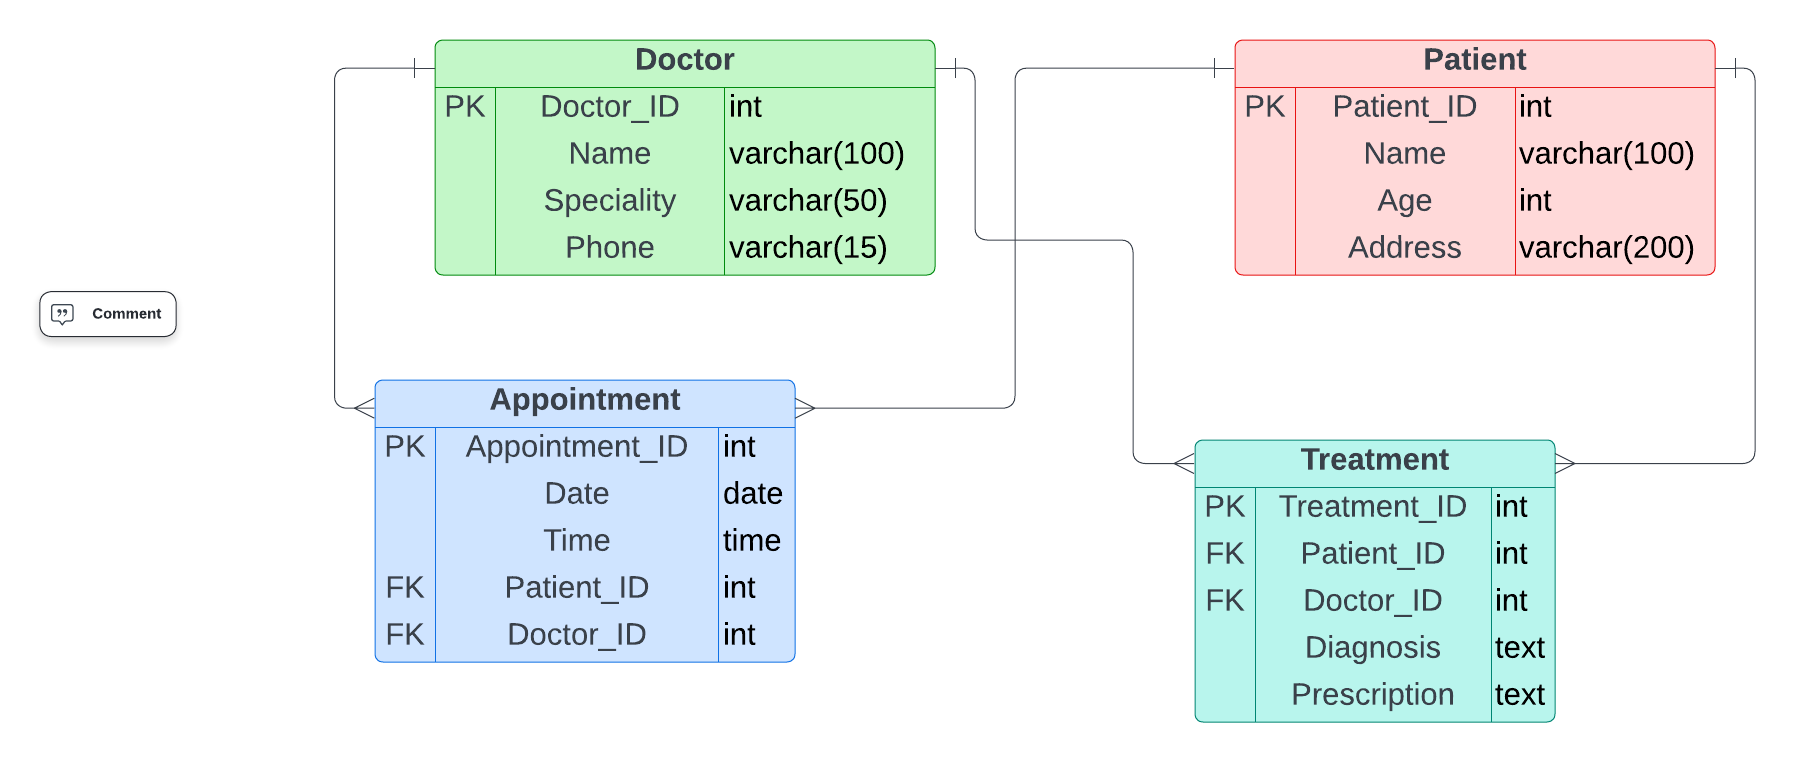 Doctor
PK Doctor_ID int
Name varchar(100)
Speciality varchar(50)
Phone varchar(15)
Patient
PK Patient_ID int
Name varchar(100)
Age int
Address varchar(200)
Comment
Appointment
PK Appointment_ID int
Date date
Time time
FK Patient_ID int
FK Doctor_ID int
Treatment
PK Treatment_ID int
FK Patient_ID int
FK Doctor_ID int
Diagnosis text
Prescription text